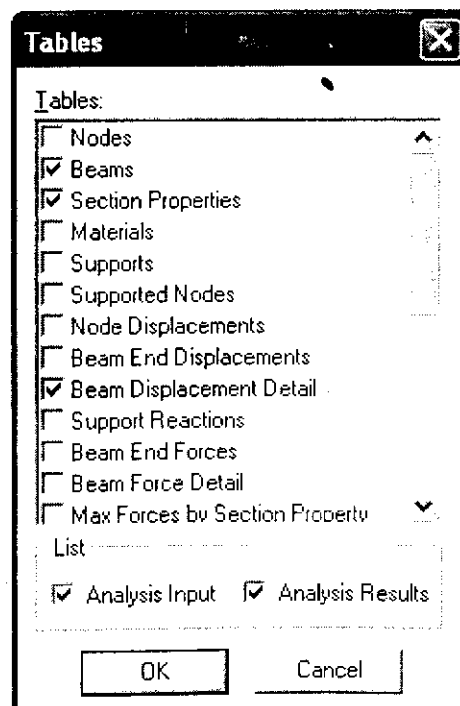 Tables
Tables:
Nodes
Beams
Section Properties
Materials
Supports
Supported Nodes
Node Displacements
Beam End Displacements
Beam Displacement Detail
Support Reactions
Beam End Forces
Beam Force Detail
Max Forces by Section Property
List
Analysis Input Analysis Results
OK Cancel